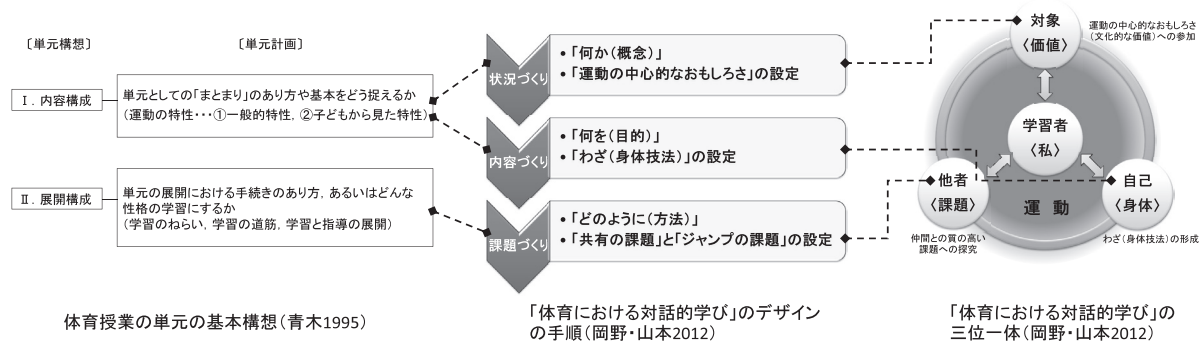 〔単元構想〕
〔単元計画〕
Ⅰ. 内容構成
単元としての「まとまり」のあり方や基本をどう捉えるか
(運動の特性・・・①一般的特性, ②子どもから見た特性)
Ⅱ. 展開構成
単元の展開における手続きのあり方, あるいはどんな
性格の学習にするか
(学習のねらい, 学習の道筋, 学習と指導の展開)
体育授業の単元の基本構想(青木1995)
状況づくり
・「何か(概念)」
・「運動の中心的なおもしろさ」の設定
内容づくり
・「何を(目的)」
・「わざ(身体技法)」の設定
課題づくり
・「どのように(方法)」
・「共有の課題」と「ジャンプの課題」の設定
「体育における対話的学び」のデザイン
の手順(岡野・山本2012)
対象
〈価値〉
運動の中心的なおもしろさ
(文化的な価値)への参加
学習者
〈私〉
他者
〈課題〉
運 動
自己
〈身体〉
仲間との質の高い
課題への探究
わざ(身体技法)の形成
「体育における対話的学び」の
三位一体(岡野・山本2012)